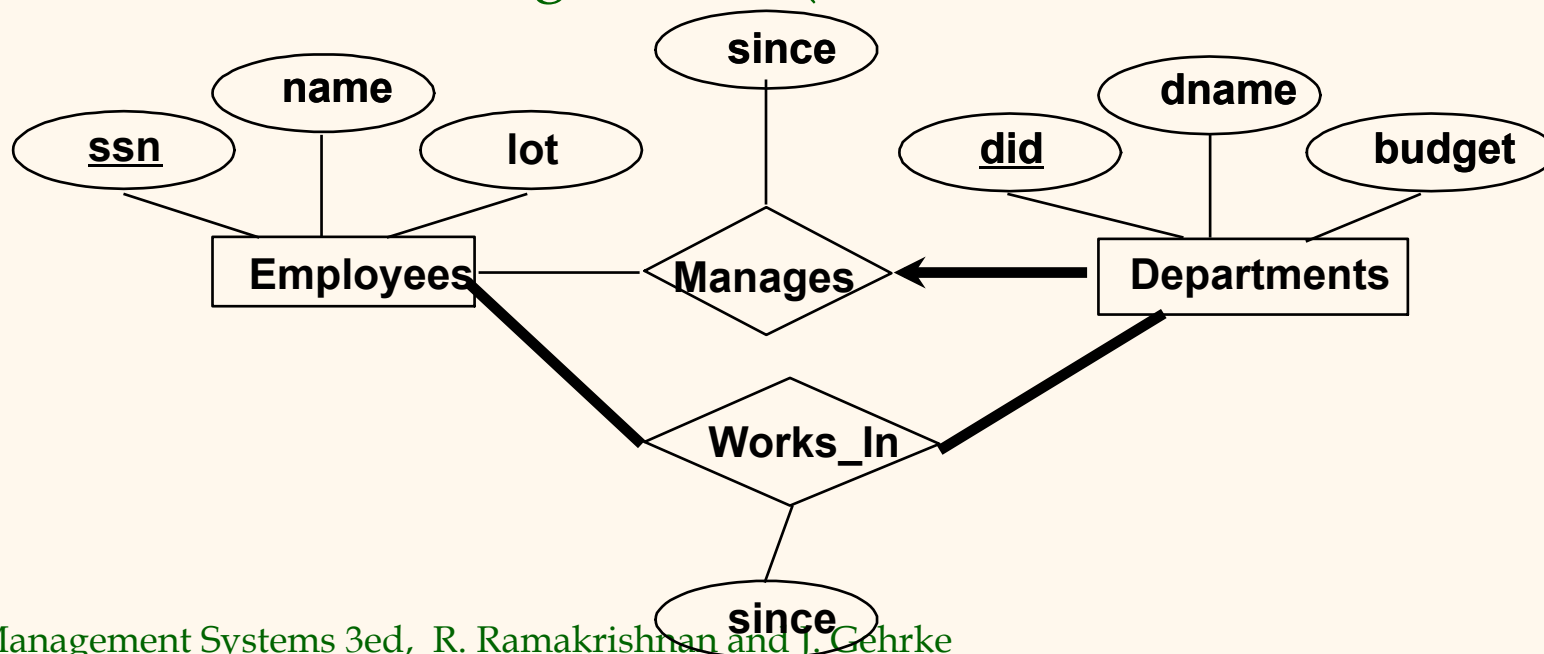 since
name
dname
ssn
lot
did
budget
Employees
Manages
Departments
Works_In
since
Management Systems 3ed, R. Ramakrishnan and J. Gehrke